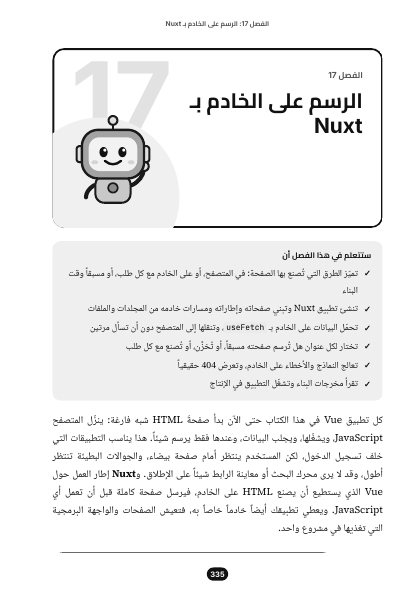 الفصل 17: الرسم على الخادم بـ Nuxt
17
الفصل 17
الرسم على الخادم بـ
Nuxt
ستتعلم في هذا الفصل أن
✓ تميّز الطرق التي تُصنع بها الصفحة: في المتصفح، أو على الخادم مع كل طلب، أو مسبقاً وقت
البناء
✓ تنشئ تطبيق Nuxt وتبني صفحاته وإطاراته ومسارات خادمه من المجلدات والملفات
✓ تحمّل البيانات على الخادم بـ useFetch ، وتنقلها إلى المتصفح دون أن تسأل مرتين
✓ تختار لكل عنوان هل تُرسم صفحته مسبقاً، أو تُخزَّن، أو تُصنع مع كل طلب
✓ تعالج النماذج والأخطاء على الخادم، وتعرض 404 حقيقياً
✓ تقرأ مخرجات البناء وتشغّل التطبيق في الإنتاج
كل تطبيق Vue في هذا الكتاب حتى الآن بدأ صفحةَ HTML شبه فارغة: ينزّل المتصفح
JavaScript، ويشغّلها، ويجلب البيانات، وعندها فقط يرسم شيئاً. هذا يناسب التطبيقات التي
خلف تسجيل الدخول، لكن المستخدم ينتظر أمام صفحة بيضاء، والجوالات البطيئة تنتظر
أطول، وقد لا يرى محرك البحث أو معاينة الرابط شيئاً على الإطلاق. وNuxt إطار العمل حول
Vue الذي يستطيع أن يصنع HTML على الخادم، فيرسل صفحة كاملة قبل أن تعمل أي
JavaScript. ويعطي تطبيقك أيضاً خادماً خاصاً به، فتعيش الصفحات والواجهة البرمجية
التي تغذيها في مشروع واحد.
335